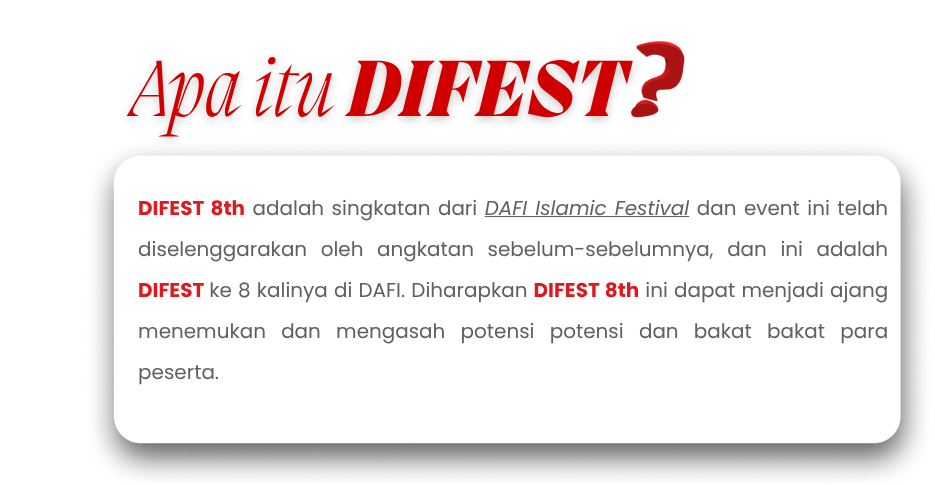 Apa itu DIFEST?
DIFEST 8th adalah singkatan dari DAFI Islamic Festival dan event ini telah
diselenggarakan oleh angkatan sebelum-sebelumnya, dan ini adalah
DIFEST ke 8 kalinya di DAFI. Diharapkan DIFEST 8th ini dapat menjadi ajang
menemukan dan mengasah potensi potensi dan bakat bakat para
peserta.